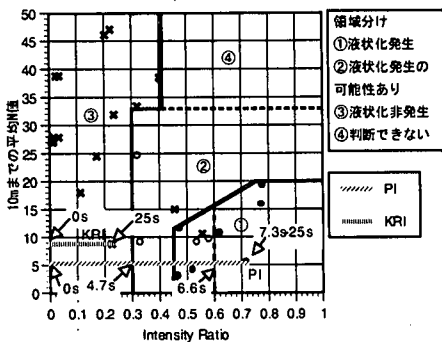 50
45
40
35
30
25
20
15
10
5
0
10mまでの平均N値
④
③
②
①
0s
KRI
25s
7.3s-25s
PI
0s
4.7s
6.6s
0 0.1 0.2 0.3 0.4 0.5 0.6 0.7 0.8 0.9 1
Intensity Ratio
領域分け
①液状化発生
②液状化発生の
可能性あり
③液状化非発生
④判断できない
PI
KRI